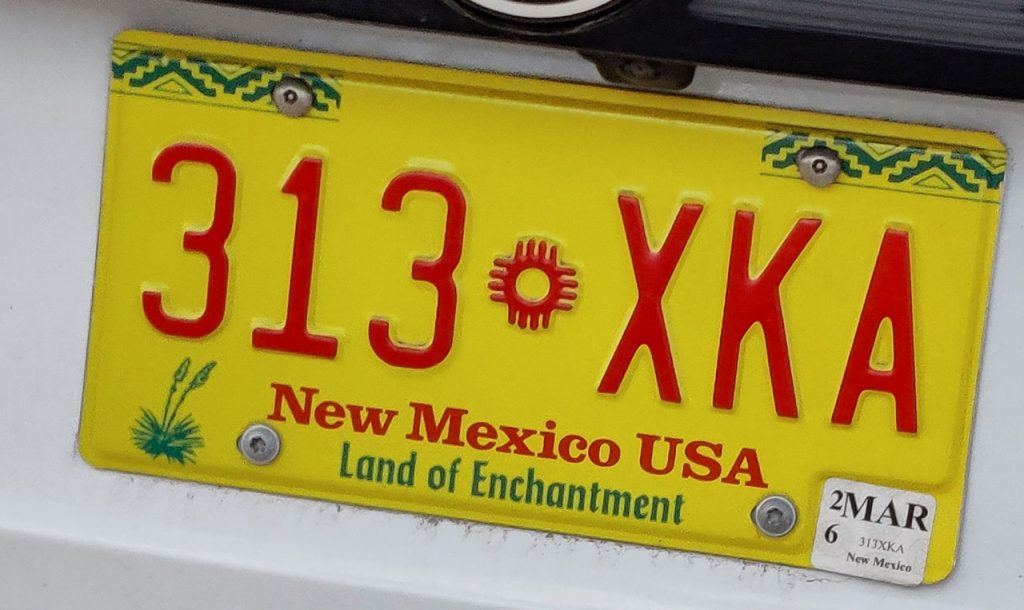 313 XKA
New Mexico USA
Land of Enchantment
2MAR
6 313XKA
New Mexico